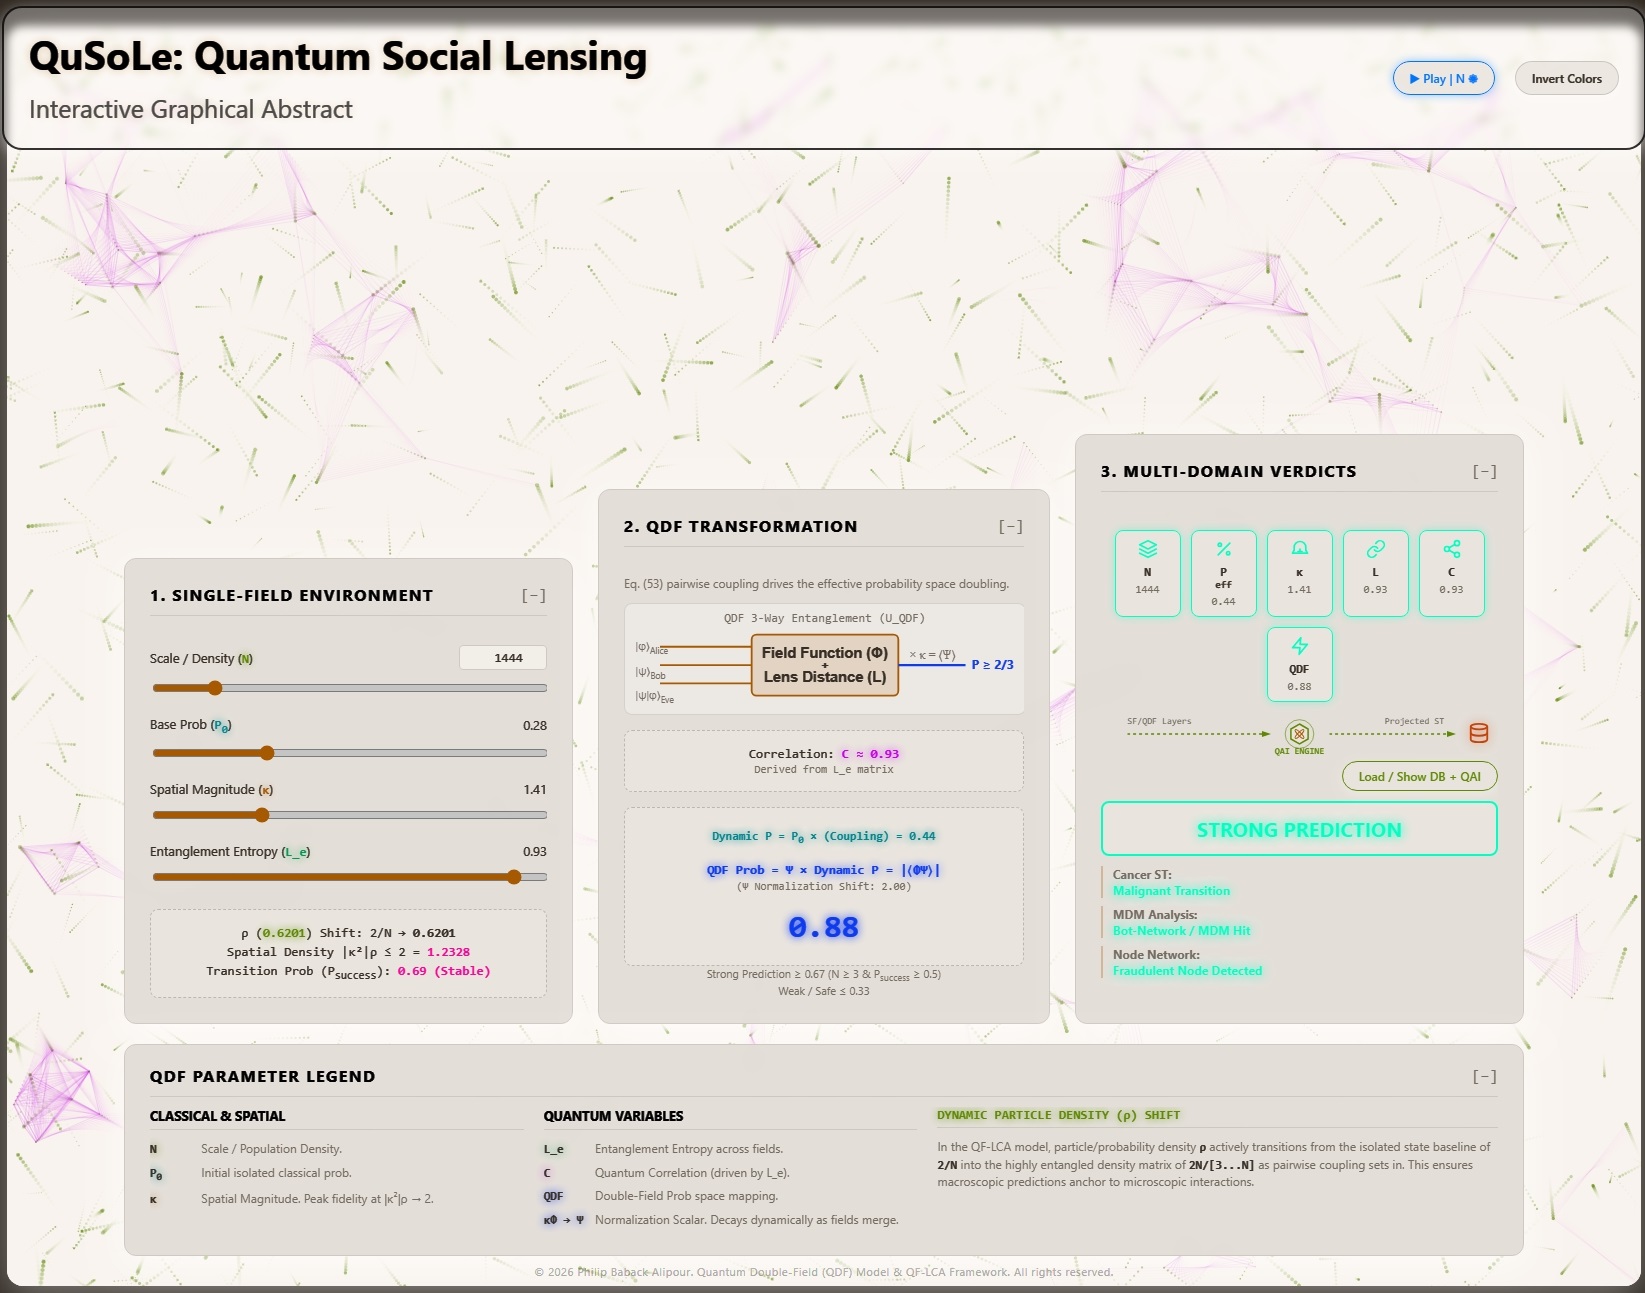 QuSoLe: Quantum Social Lensing
Interactive Graphical Abstract
▶ Play | N ✹
Invert Colors
1. SINGLE-FIELD ENVIRONMENT
[-]
Scale / Density (N)
1444
Base Prob (P₀)
0.28
Spatial Magnitude (κ)
1.41
Entanglement Entropy (L_e)
0.93
ρ (0.6201) Shift: 2/N → 0.6201
Spatial Density |κ²|ρ ≤ 2 = 1.2328
Transition Prob (Psuccess): 0.69 (Stable)
2. QDF TRANSFORMATION
[-]
Eq. (53) pairwise coupling drives the effective probability space doubling.
QDF 3-Way Entanglement (U_QDF)
|φ⟩Alice
|ψ⟩Bob
|ψ|φ⟩Eve
Field Function (Φ)
+
Lens Distance (L)
× κ = ⟨Ψ⟩
P ≥ 2/3
Correlation: C ≈ 0.93
Derived from L_e matrix
Dynamic P = P₀ × (Coupling) = 0.44
QDF Prob = Ψ × Dynamic P = |⟨ΦΨ⟩|
(Ψ Normalization Shift: 2.00)
0.88
Strong Prediction ≥ 0.67 (N ≥ 3 & Psuccess ≥ 0.5)
Weak / Safe ≤ 0.33
3. MULTI-DOMAIN VERDICTS
[-]
N
1444
P
eff
0.44
κ
1.41
L
0.93
C
0.93
QDF
0.88
SF/QDF Layers
QAI ENGINE
Projected ST
Load / Show DB + QAI
STRONG PREDICTION
Cancer ST:
Malignant Transition
MDM Analysis:
Bot-Network / MDM Hit
Node Network:
Fraudulent Node Detected
QDF PARAMETER LEGEND
[-]
CLASSICAL & SPATIAL
N Scale / Population Density.
P₀ Initial isolated classical prob.
κ Spatial Magnitude. Peak fidelity at |κ²|ρ → 2.
QUANTUM VARIABLES
L_e Entanglement Entropy across fields.
C Quantum Correlation (driven by L_e).
QDF Double-Field Prob space mapping.
κΦ → Ψ Normalization Scalar. Decays dynamically as fields merge.
DYNAMIC PARTICLE DENSITY (ρ) SHIFT
In the QF-LCA model, particle/probability density ρ actively transitions from the isolated state baseline of
2/N into the highly entangled density matrix of 2N/[3...N] as pairwise coupling sets in. This ensures
macroscopic predictions anchor to microscopic interactions.
© 2026 Philip Baback Alipour. Quantum Double-Field (QDF) Model & QF-LCA Framework. All rights reserved.